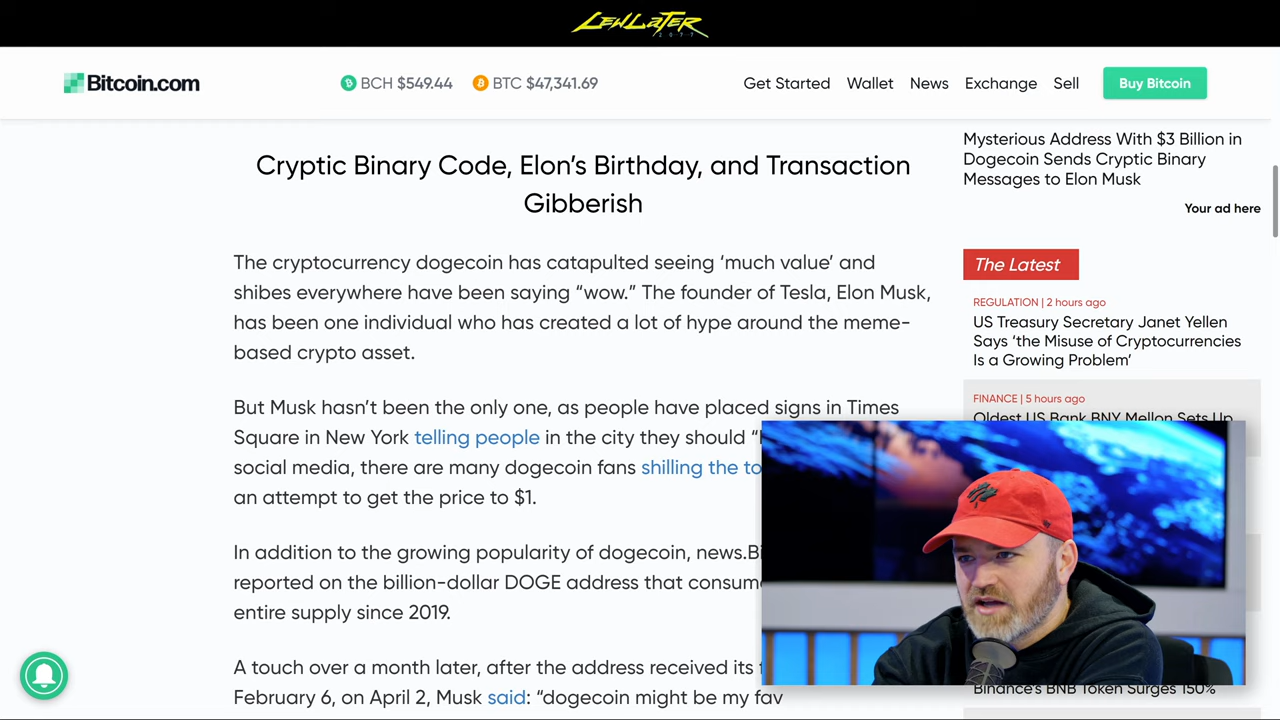 LEWLATER
2077
Bitcoin.com
BCH $549.44
BTC $47,341.69
Get Started
Wallet
News
Exchange
Sell
Buy Bitcoin
Cryptic Binary Code, Elon’s Birthday, and Transaction
Gibberish
The cryptocurrency dogecoin has catapulted seeing ‘much value’ and
shibes everywhere have been saying “wow.” The founder of Tesla, Elon Musk,
has been one individual who has created a lot of hype around the meme-
based crypto asset.
But Musk hasn’t been the only one, as people have placed signs in Times
Square in New York telling people in the city they should
social media, there are many dogecoin fans shilling the
an attempt to get the price to $1.
In addition to the growing popularity of dogecoin,
reported on the billion-dollar DOGE address that
entire supply since 2019.
A touch over a month later, after the address received its
February 6, on April 2, Musk said: “dogecoin might be my
Mysterious Address With $3 Billion in
Dogecoin Sends Cryptic Binary
Messages to Elon Musk
Your ad here
The Latest
REGULATION | 2 hours ago
US Treasury Secretary Janet Yellen
Says ‘the Misuse of Cryptocurrencies
Is a Growing Problem’
FINANCE | 5 hours ago
Oldest US Bank BNY Mellon Sets Up
Binance’s BNB Token Surges 150%